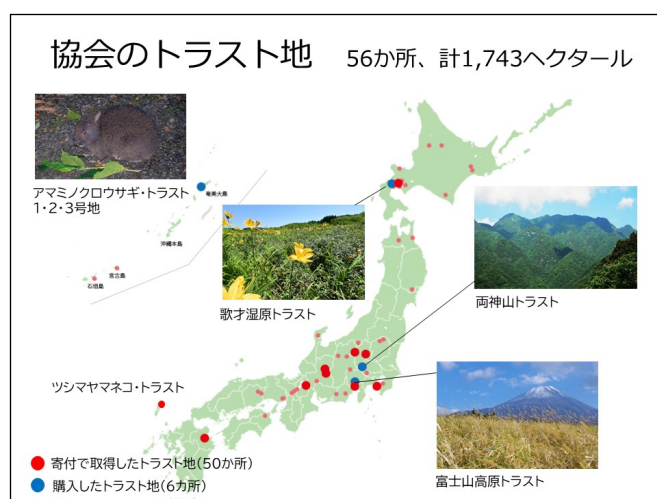 協会のトラスト地 56か所、計1,743ヘクタール
アマミノクロウサギ・トラスト
1・2・3号地
奄美大島
沖縄本島
宮古島
石垣島
歌才湿原トラスト
両神山トラスト
ツシマヤマネコ・トラスト
富士山高原トラスト
寄付で取得したトラスト地(50か所)
購入したトラスト地(6カ所)